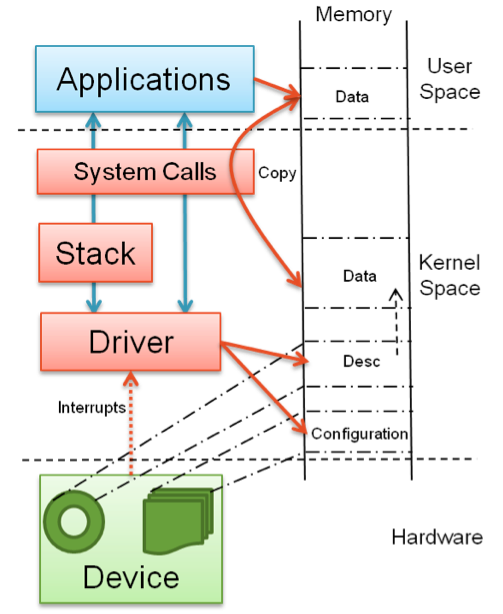 Memory
Applications
User
Space
Data
System Calls
Copy
Stack
Data
Kernel
Space
Driver
Desc
Interrupts
Configuration
Hardware
Device